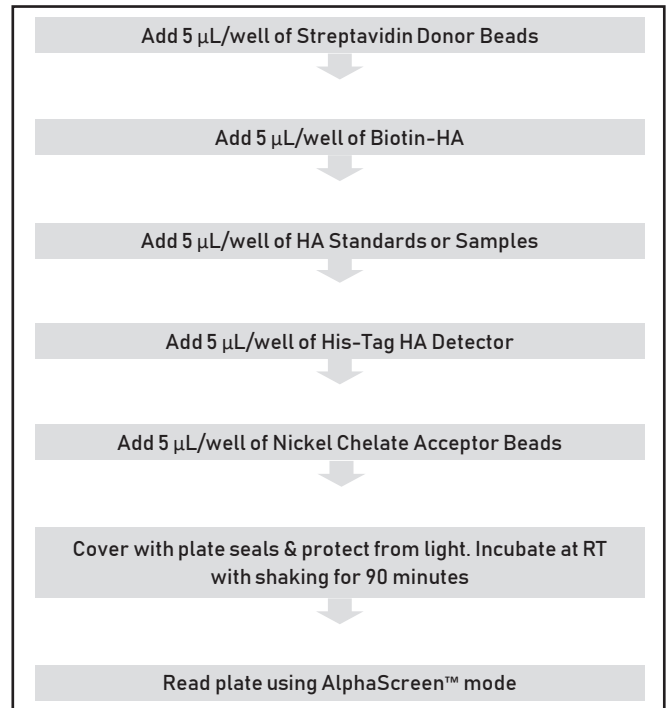 Add 5 μL/well of Streptavidin Donor Beads
Add 5 μL/well of Biotin-HA
Add 5 μL/well of HA Standards or Samples
Add 5 μL/well of His-Tag HA Detector
Add 5 μL/well of Nickel Chelate Acceptor Beads
Cover with plate seals & protect from light. Incubate at RT
with shaking for 90 minutes
Read plate using AlphaScreen™ mode